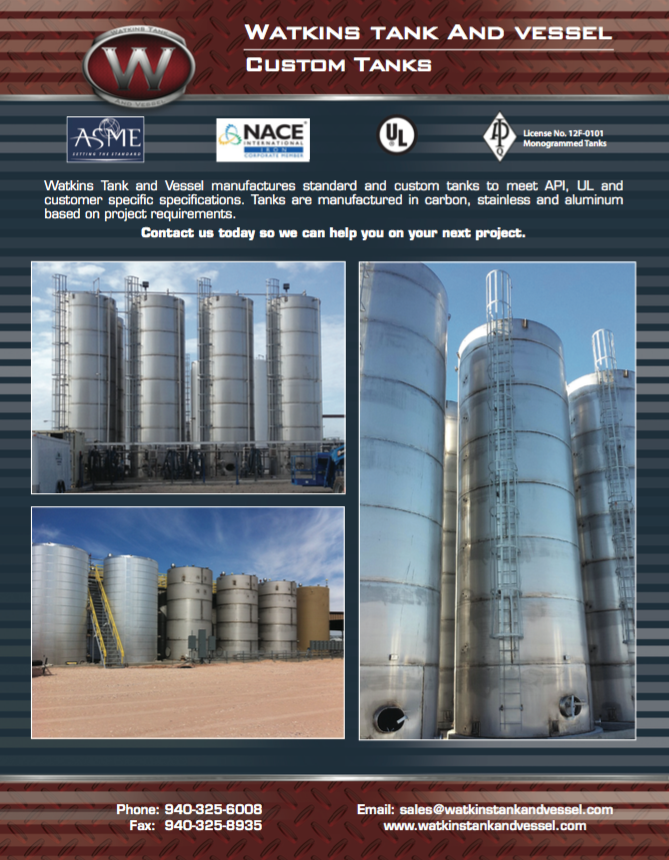 WATKINS TANK
W
AND VESSEL
WATKINS TANK AND VESSEL
CUSTOM TANKS
ASME
SETTING THE STANDARD
NACE
INTERNATIONAL
IRON
CORPORATE MEMBER
UL
API
Q
License No. 12F-0101
Monogrammed Tanks
Watkins Tank and Vessel manufactures standard and custom tanks to meet API, UL and
customer specific specifications. Tanks are manufactured in carbon, stainless and aluminum
based on project requirements.
Contact us today so we can help you on your next project.
Phone: 940-325-6008
Fax: 940-325-8935
Email: sales@watkinstankandvessel.com
www.watkinstankandvessel.com